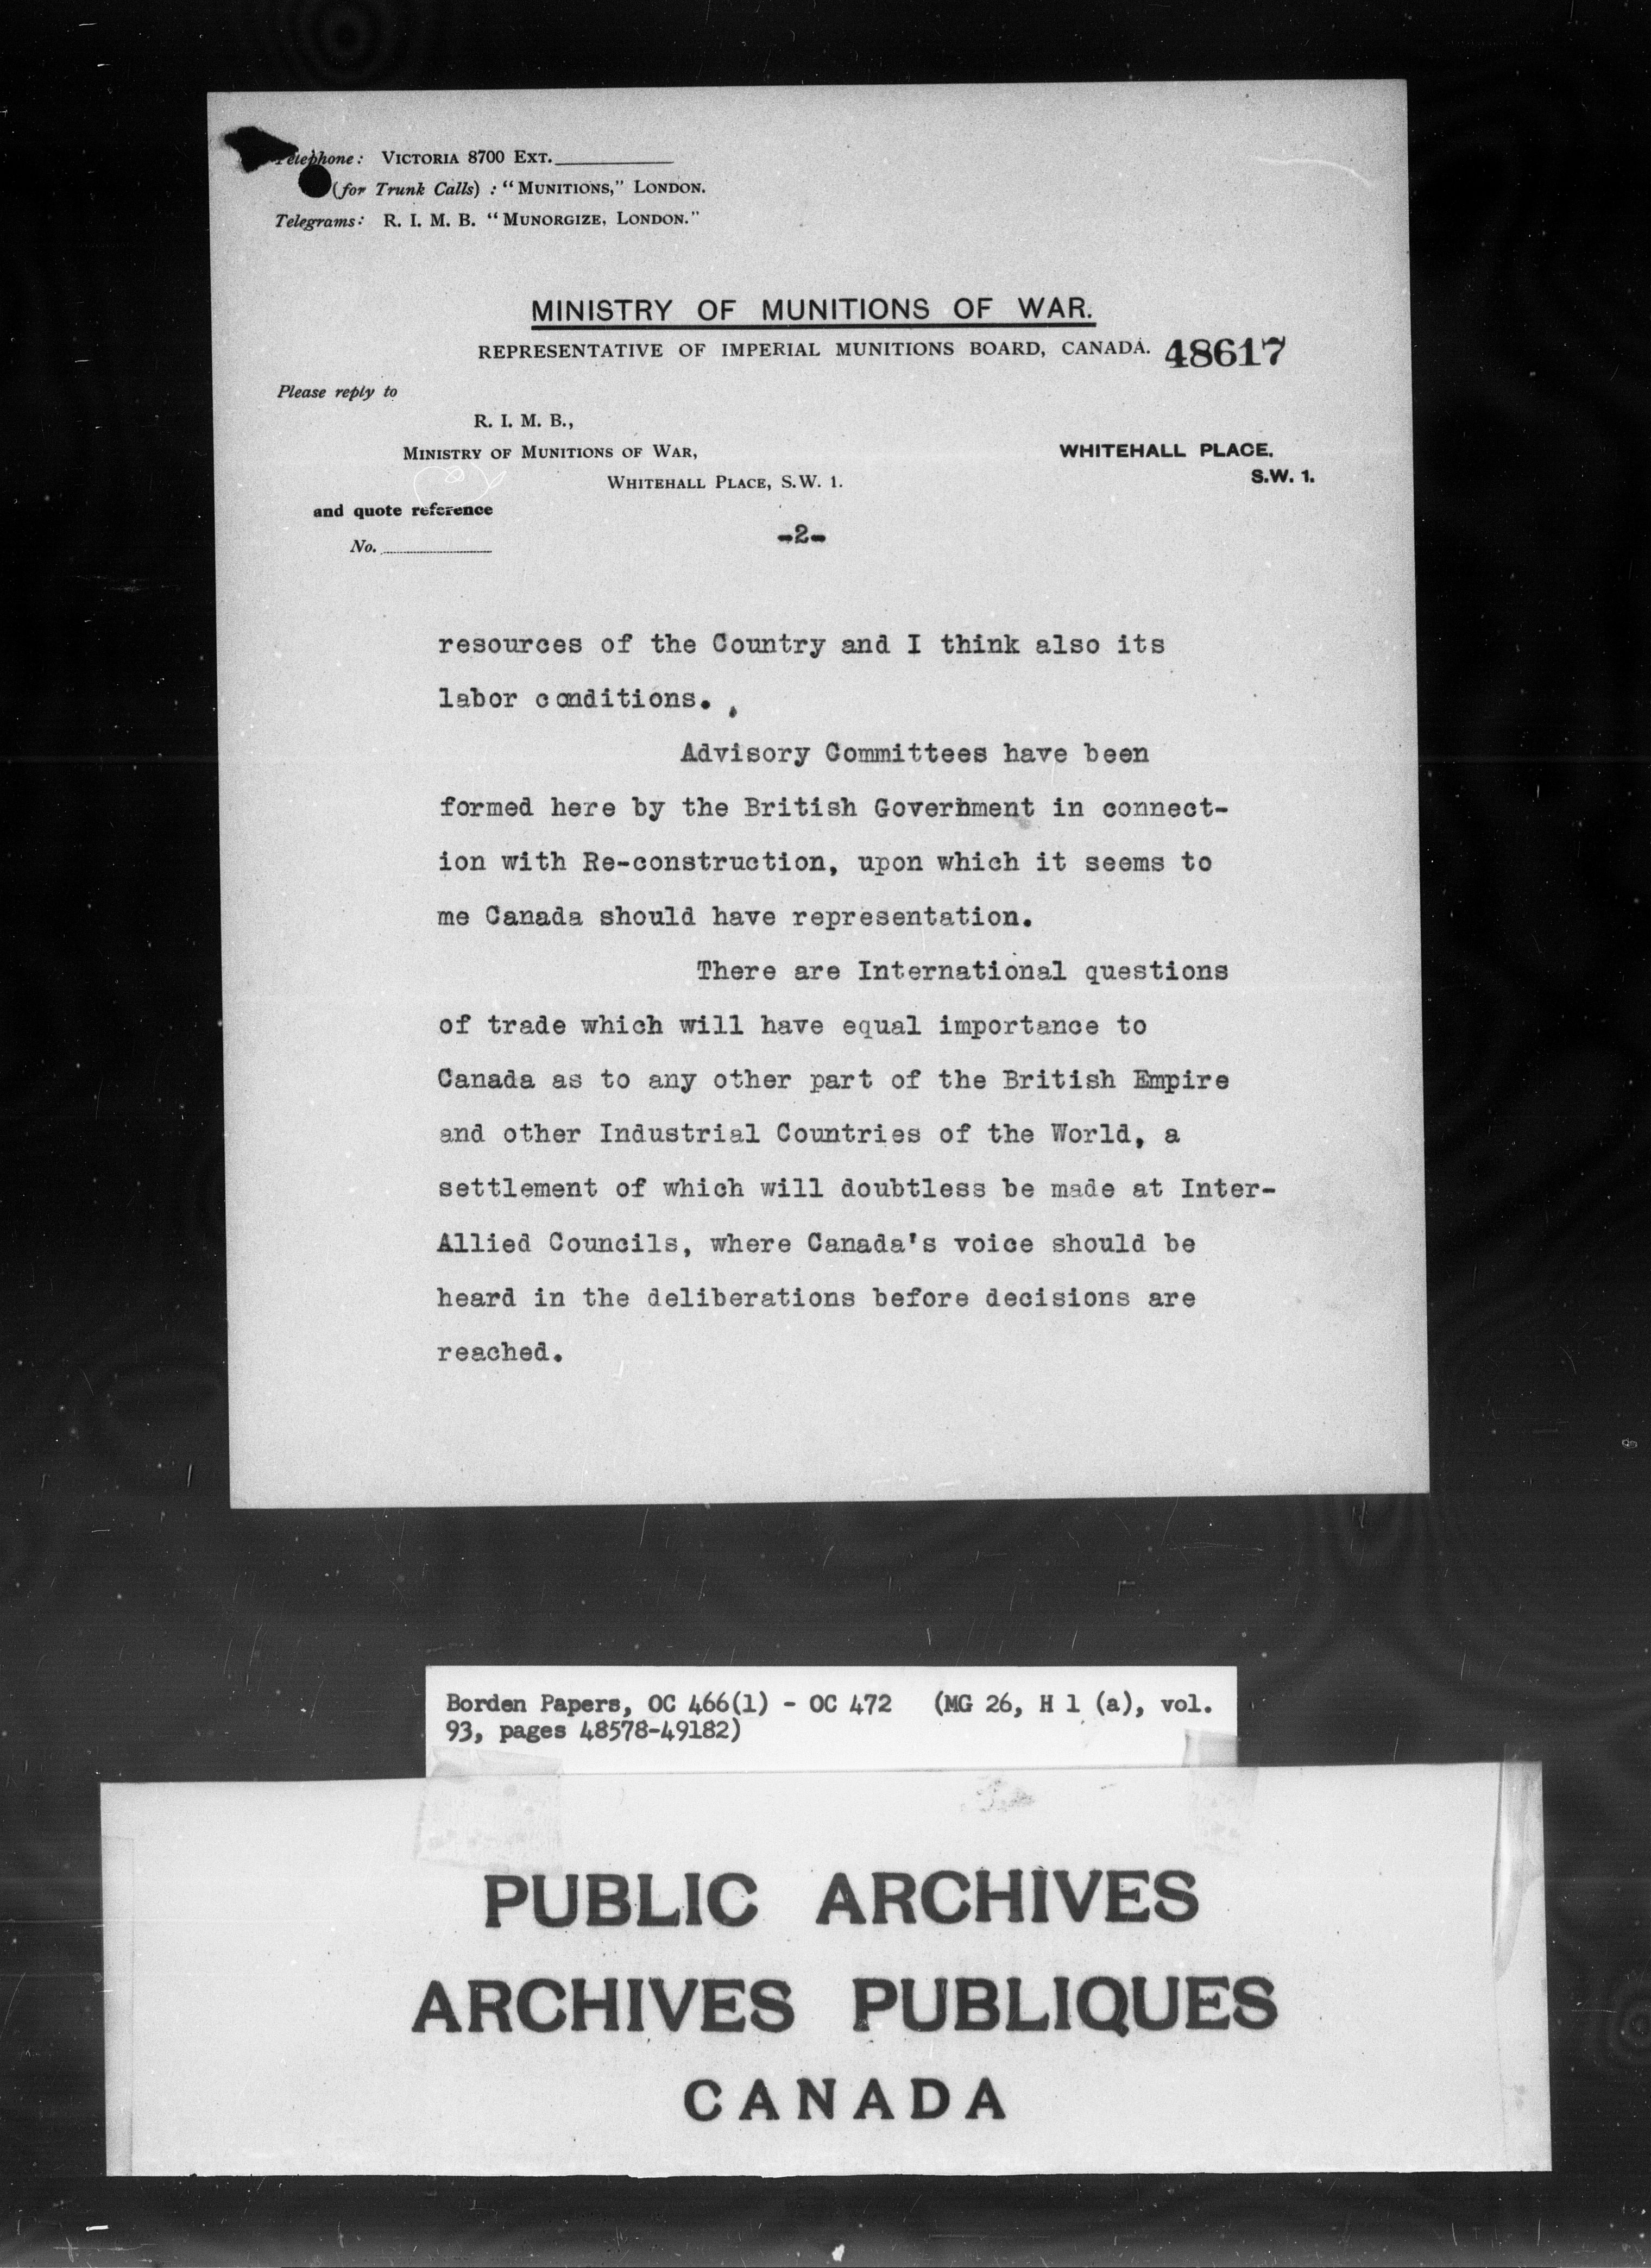 Telephone: VICTORIA 8700 EXT.
(for Trunk Calls) : "MUNITIONS," LONDON.
Telegrams: R. I. M. B. "MUNORGIZE, LONDON."
MINISTRY OF MUNITIONS OF WAR.
REPRESENTATIVE OF IMPERIAL MUNITIONS BOARD, CANADA. 48617
Please reply to
R. I. M. B.,
MINISTRY OF MUNITIONS OF WAR,
WHITEHALL PLACE, S.W. 1.
WHITEHALL PLACE,
S.W. 1.
and quote reference
No.
-2-
resources of the Country and I think also its
labor conditions.
Advisory Committees have been
formed here by the British Government in connect-
ion with Re-construction, upon which it seems to
me Canada should have representation.
There are International questions
of trade which will have equal importance to
Canada as to any other part of the British Empire
and other Industrial Countries of the World, a
settlement of which will doubtless be made at Inter-
Allied Councils, where Canada's voice should be
heard in the deliberations before decisions are
reached.
Borden Papers, OC 466(1) - OC 472 (MG 26, H 1 (a), vol.
93, pages 48578-49182)
PUBLIC ARCHIVES
ARCHIVES PUBLIQUES
CANADA